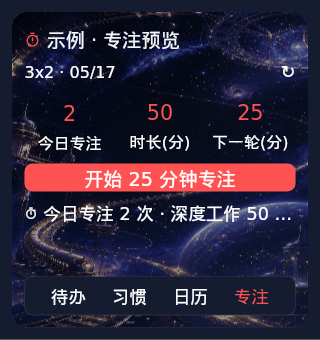 示例 · 专注预览
3x2 · 05/17 ↻
2 50 25
今日专注 时长(分) 下一轮(分)
开始 25 分钟专注
今日专注 2 次 · 深度工作 50 ...
待办 习惯 日历 专注